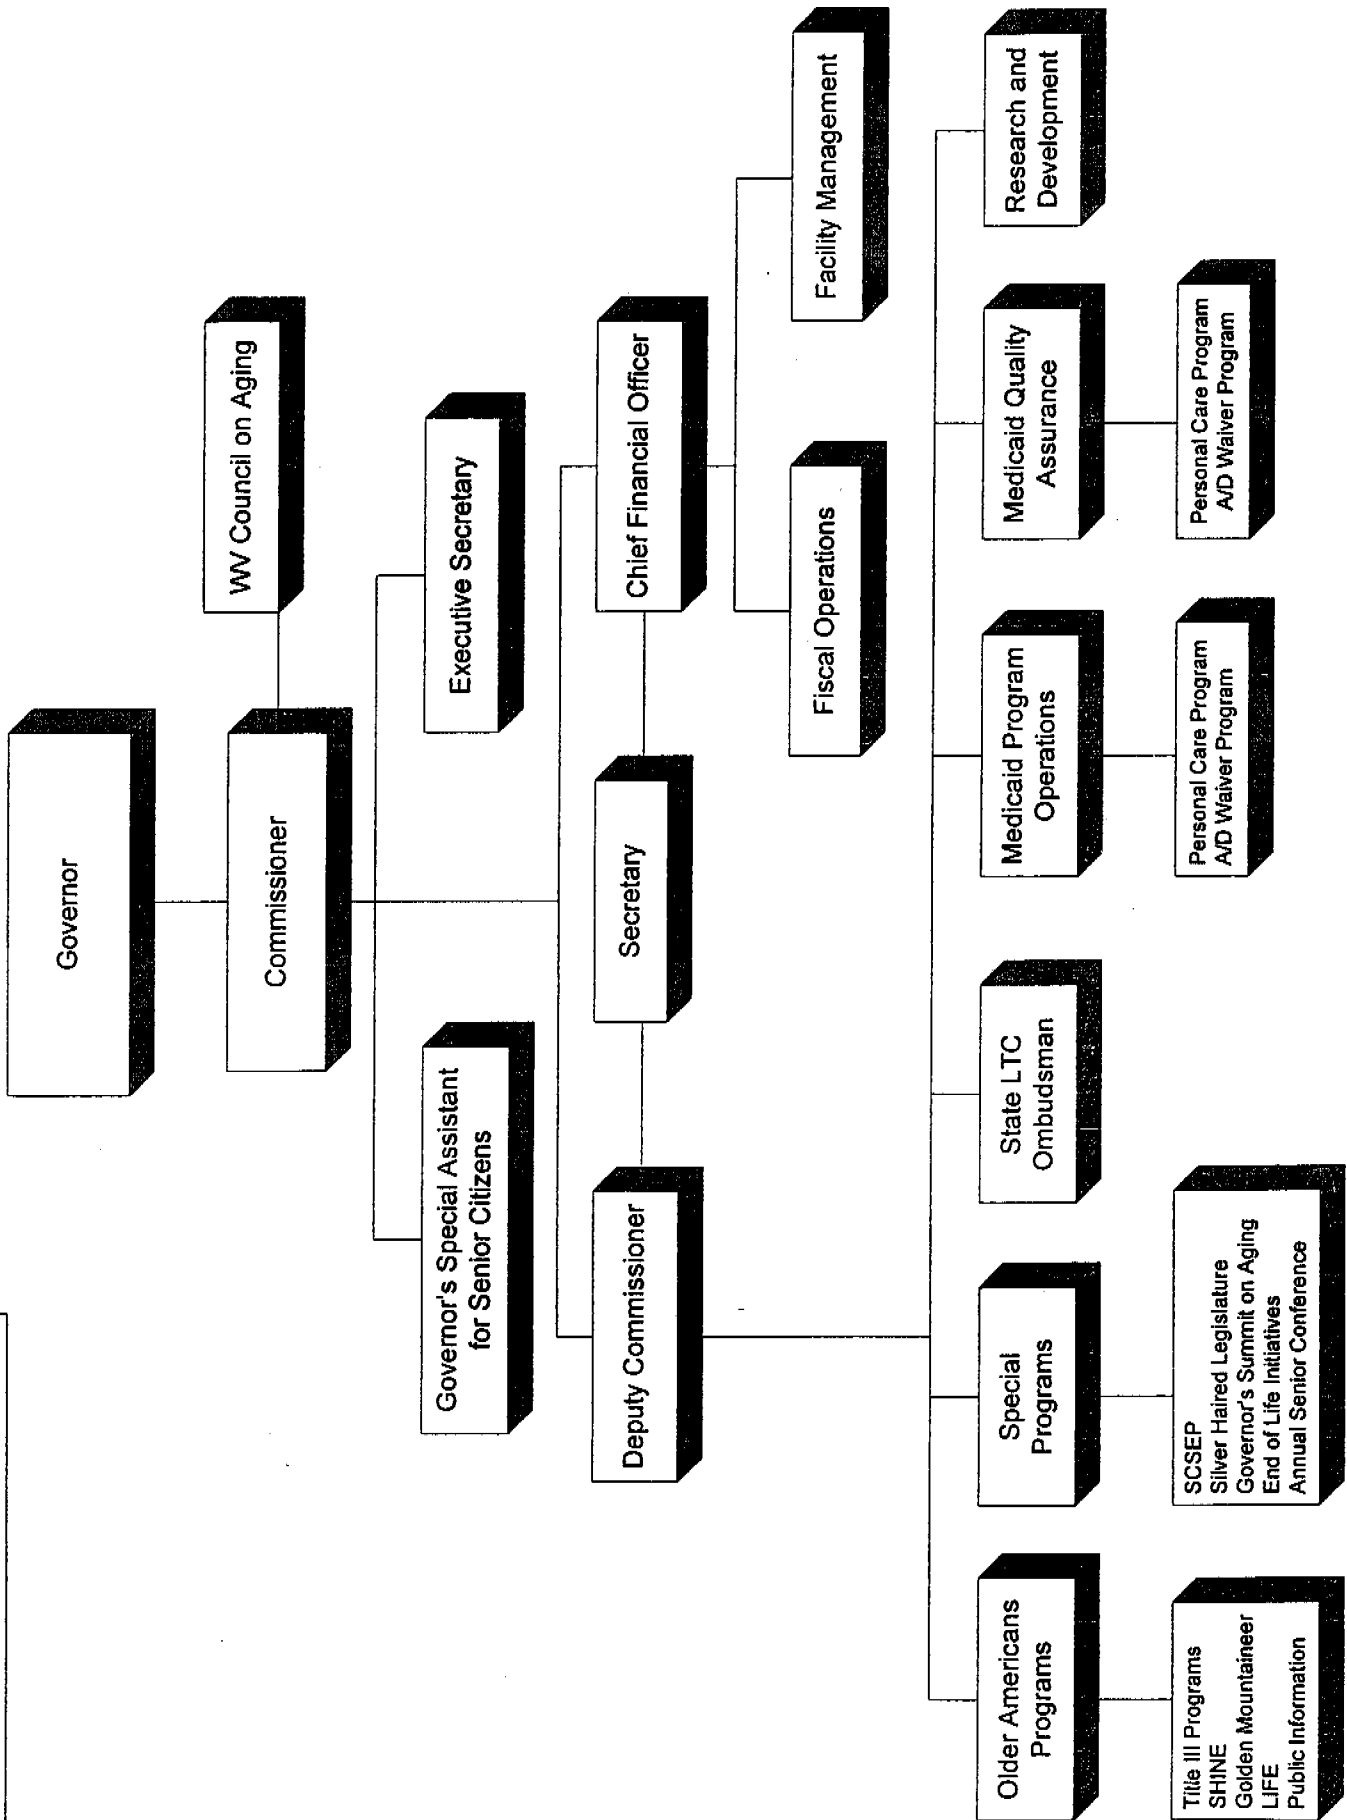 Governor
Commissioner
WV Council on Aging
Governor's Special Assistant
for Senior Citizens
Executive Secretary
Deputy Commissioner
Secretary
Chief Financial Officer
Fiscal Operations
Facility Management
Older Americans
Programs
Special
Programs
State LTC
Ombudsman
Medicaid Program
Operations
Medicaid Quality
Assurance
Research and
Development
Title III Programs
SHINE
Golden Mountaineer
LIFE
Public Information
SCSEP
Silver Haired Legislature
Governor's Summit on Aging
End of Life Initiatives
Annual Senior Conference
Personal Care Program
A/D Waiver Program
Personal Care Program
A/D Waiver Program